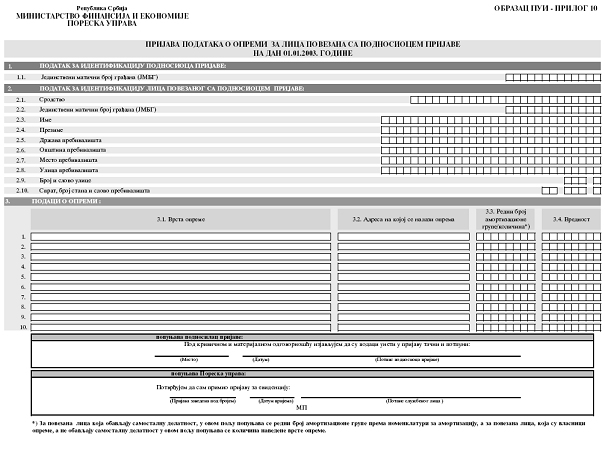 Република Србија
МИНИСТАРСТВО ФИНАНСИЈА И ЕКОНОМИЈЕ
ПОРЕСКА УПРАВА
ОБРАЗАЦ ПУИ - ПРИЛОГ 10
ПРИЈАВА ПОДАТАКА О ОПРЕМИ ЗА ЛИЦА ПОВЕЗАНА СА ПОДНОСИОЦЕМ ПРИЈАВЕ
НА ДАН 01.01.2003. ГОДИНЕ
1. ПОДАТАК ЗА ИДЕНТИФИКАЦИЈУ ПОДНОСИОЦА ПРИЈАВЕ:
1.1. Јединствени матични број грађана (ЈМБГ)
2. ПОДАТАК ЗА ИДЕНТИФИКАЦИЈУ ЛИЦА ПОВЕЗАНОГ СА ПОДНОСИОЦЕМ ПРИЈАВЕ:
2.1. Сродство
2.2. Јединствени матични број грађана (ЈМБГ)
2.3. Име
2.4. Презиме
2.5. Држава пребивалишта
2.6. Општина пребивалишта
2.7. Место пребивалишта
2.8. Улица пребивалишта
2.9. Број и слово улице
2.10. Спрат, број стана и слово пребивалишта
3. ПОДАЦИ О ОПРЕМИ :
3.1. Врста опреме
3.2. Адреса на којој се налази опрема
3.3. Редни број
амортизационе
групе/количина*)
3.4. Вредност
1.
2.
3.
4.
5.
6.
7.
8.
9.
10.
попуњава подносилац пријаве:
Под кривичном и материјалном одговорношћу изјављујем да су подаци унети у пријаву тачни и потпуни:
(Место) (Датум) (Потпис подносиоца пријаве)
попуњава Пореска управа:
Потврђујем да сам примио пријаву за евиденцију:
(Пријава заведена под бројем) (Датум пријаве) (Потпис службеног лица )
МП
*) За повезана лица која обављају самосталну делатност, у овом пољу попуњава се редни број амортизационе групе према номенклатури за амортизацију, а за повезана лица, која су власници
опреме, а не обављају самосталну делатност у овом пољу попуњава се количина наведене врсте опреме.